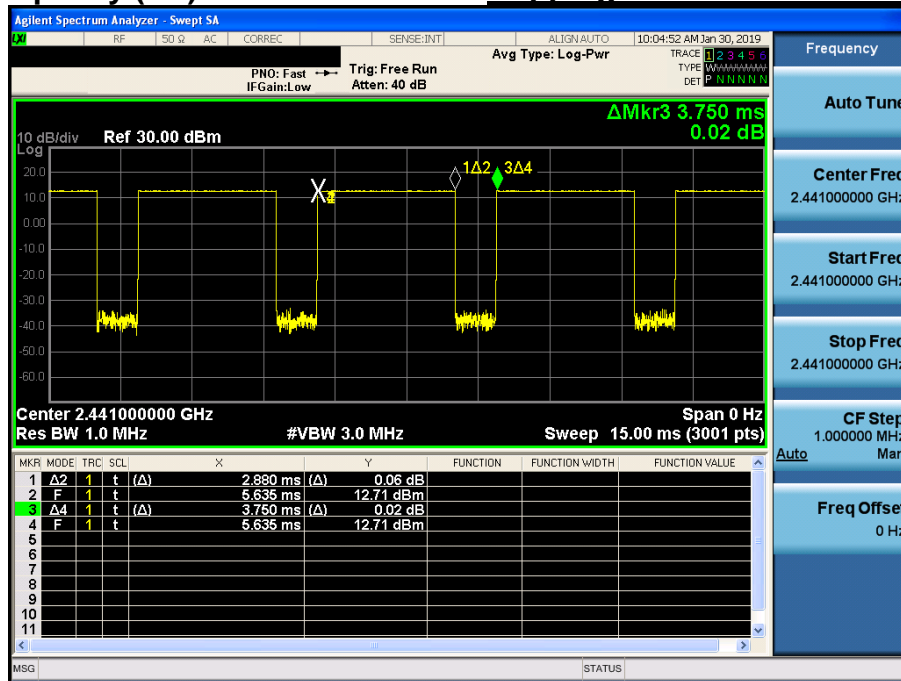 Agilent Spectrum Analyzer - Swept SA
LXI RF 50 Ω AC CORREC SENSE:INT ALIGN AUTO 10:04:52 AM Jan 30, 2019
PNO: Fast Trig: Free Run Avg Type: Log-Pwr TRACE 1 2 3 4 5 6
IFGain:Low Atten: 40 dB TYPE WWWWWW
DET P N N N N N
ΔMkr3 3.750 ms
0.02 dB
10 dB/div Ref 30.00 dBm
Log
20.0
10.0
0.00
-10.0
-20.0
-30.0
-40.0
-50.0
-60.0
1Δ2 3Δ4
X
Center 2.441000000 GHz Span 0 Hz
Res BW 1.0 MHz #VBW 3.0 MHz Sweep 15.00 ms (3001 pts)
MKR MODE TRC SCL X Y FUNCTION FUNCTION WIDTH FUNCTION VALUE
1 Δ2 1 t (Δ) 2.880 ms (Δ) 0.06 dB
2 F 1 t 5.635 ms 12.71 dBm
3 Δ4 1 t (Δ) 3.750 ms (Δ) 0.02 dB
4 F 1 t 5.635 ms 12.71 dBm
5
6
7
8
9
10
11
MSG STATUS
Frequency
Auto Tune
Center Freq
2.441000000 GHz
Start Freq
2.441000000 GHz
Stop Freq
2.441000000 GHz
CF Step
1.000000 MHz
Auto Man
Freq Offset
0 Hz